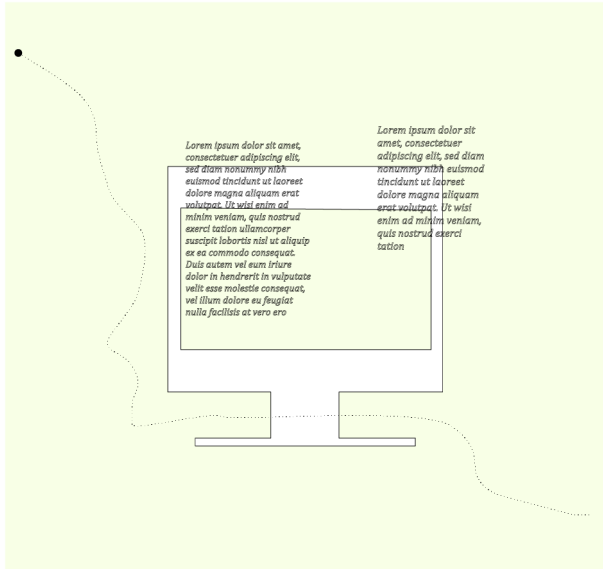 Lorem ipsum dolor sit amet,
consectetuer adipiscing elit,
sed diam nonummy nibh
euismod tincidunt ut laoreet
dolore magna aliquam erat
volutpat. Ut wisi enim ad
minim veniam, quis nostrud
exerci tation ullamcorper
suscipit lobortis nisl ut aliquip
ex ea commodo consequat.
Duis autem vel eum iriure
dolor in hendrerit in vulputate
velit esse molestie consequat,
vel illum dolore eu feugiat
nulla facilisis at vero ero
Lorem ipsum dolor sit
amet, consectetuer
adipiscing elit, sed diam
nonummy nibh euismod
tincidunt ut laoreet
dolore magna aliquam
erat volutpat. Ut wisi
enim ad minim veniam,
quis nostrud exerci
tation